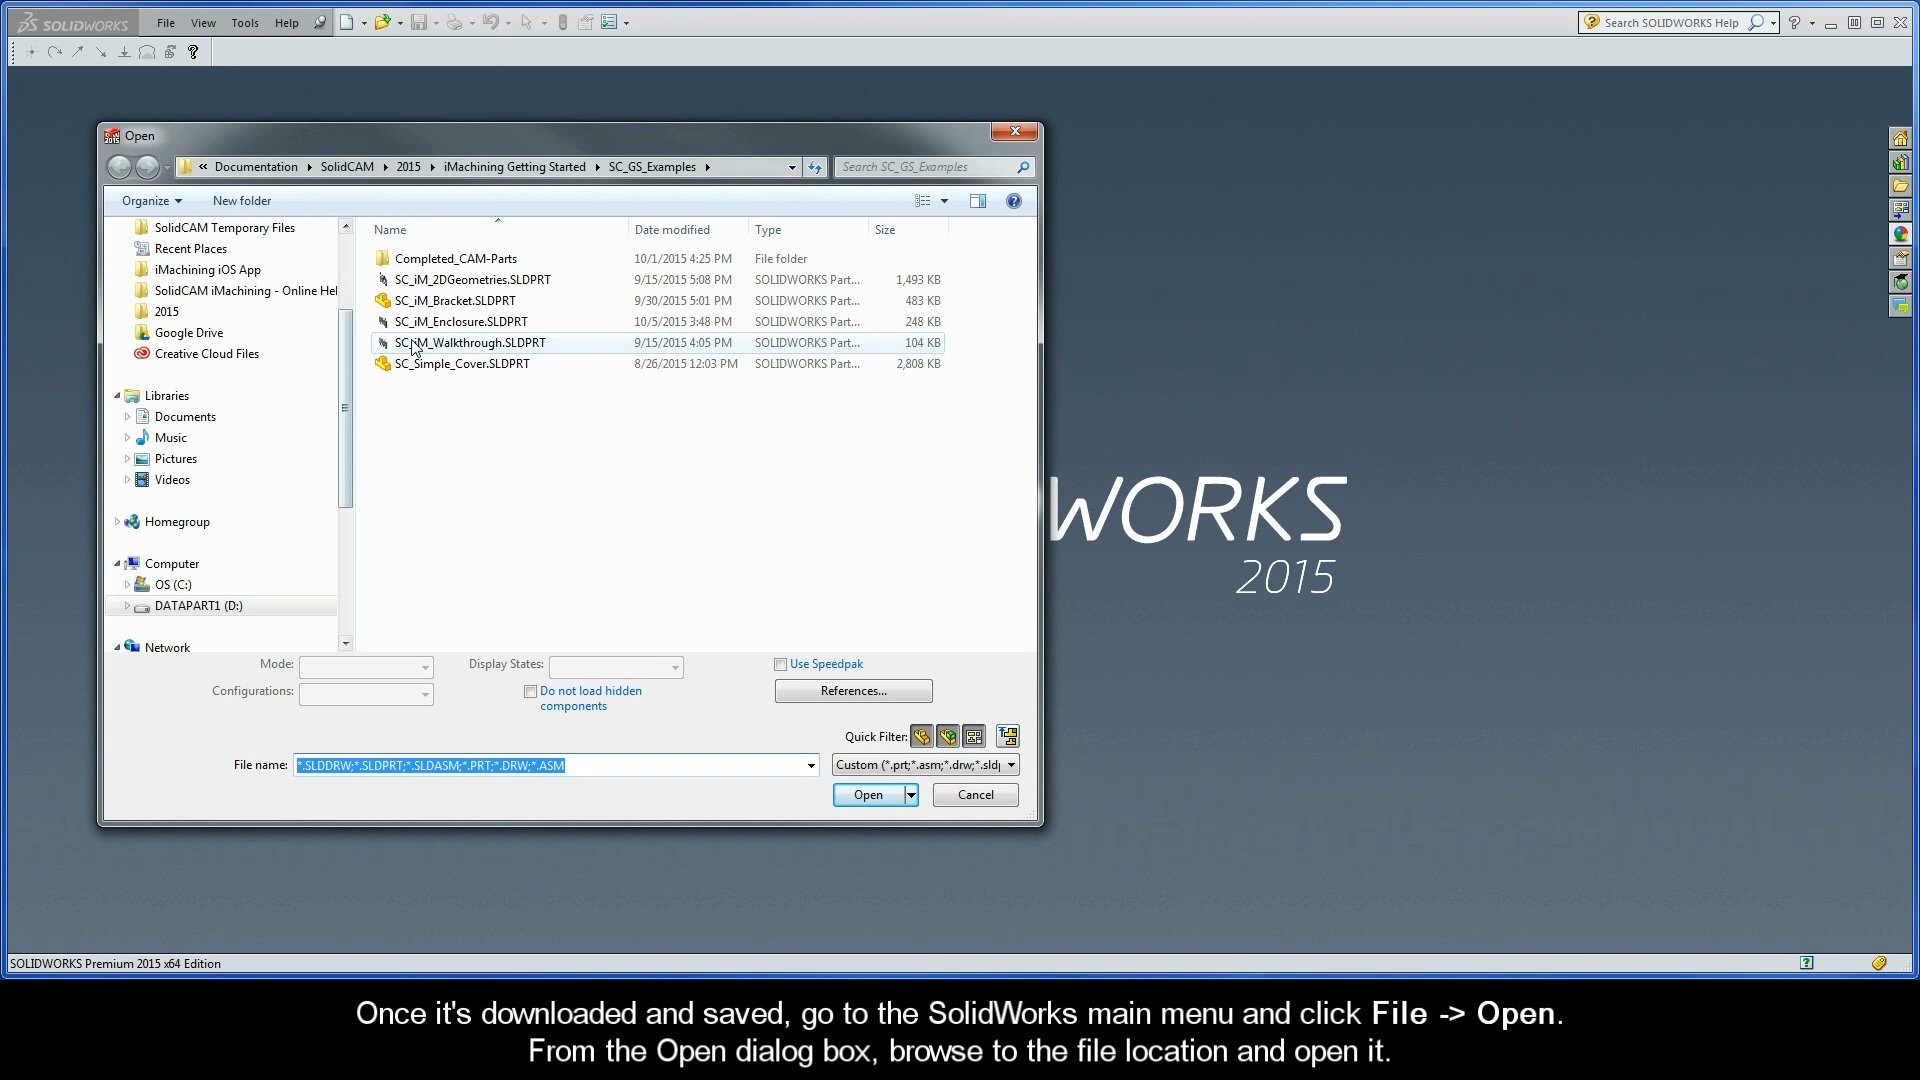 SOLIDWORKS File View Tools Help Search SOLIDWORKS Help
Open
« Documentation SolidCAM 2015 iMachining Getting Started SC_GS_Examples Search SC_GS_Examples
Organize New folder
Name Date modified Type Size
SolidCAM Temporary Files
Recent Places
iMachining iOS App
SolidCAM iMachining - Online Hel
2015
Google Drive
Creative Cloud Files
Libraries
Documents
Music
Pictures
Videos
Homegroup
Computer
OS (C:)
DATAPART1 (D:)
Network
Completed_CAM-Parts 10/1/2015 4:25 PM File folder
SC_iM_2DGeometries.SLDPRT 9/15/2015 5:08 PM SOLIDWORKS Part... 1,493 KB
SC_iM_Bracket.SLDPRT 9/30/2015 5:01 PM SOLIDWORKS Part... 483 KB
SC_iM_Enclosure.SLDPRT 10/5/2015 3:48 PM SOLIDWORKS Part... 248 KB
SC_iM_Walkthrough.SLDPRT 9/15/2015 4:05 PM SOLIDWORKS Part... 104 KB
SC_Simple_Cover.SLDPRT 8/26/2015 12:03 PM SOLIDWORKS Part... 2,808 KB
Mode: Display States: Use Speedpak
Configurations: Do not load hidden References...
components
Quick Filter:
File name: *.SLDDRW;*.SLDPRT;*.SLDASM;*.PRT;*.DRW;*.ASM Custom (*.prt;*.asm;*.drw;*.sld
Open Cancel
WORKS
2015
SOLIDWORKS Premium 2015 x64 Edition
Once it's downloaded and saved, go to the SolidWorks main menu and click File -> Open.
From the Open dialog box, browse to the file location and open it.